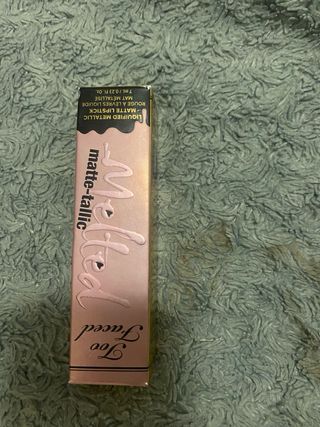 Too
Faced
Melted
matte-tallic
LIQUIFIED METALLIC
MATTE LIPSTICK
ROUGE À LÈVRES LIQUIDE
MAT MÉTALLISÉ
7 mL / 0.23 fl. Oz.